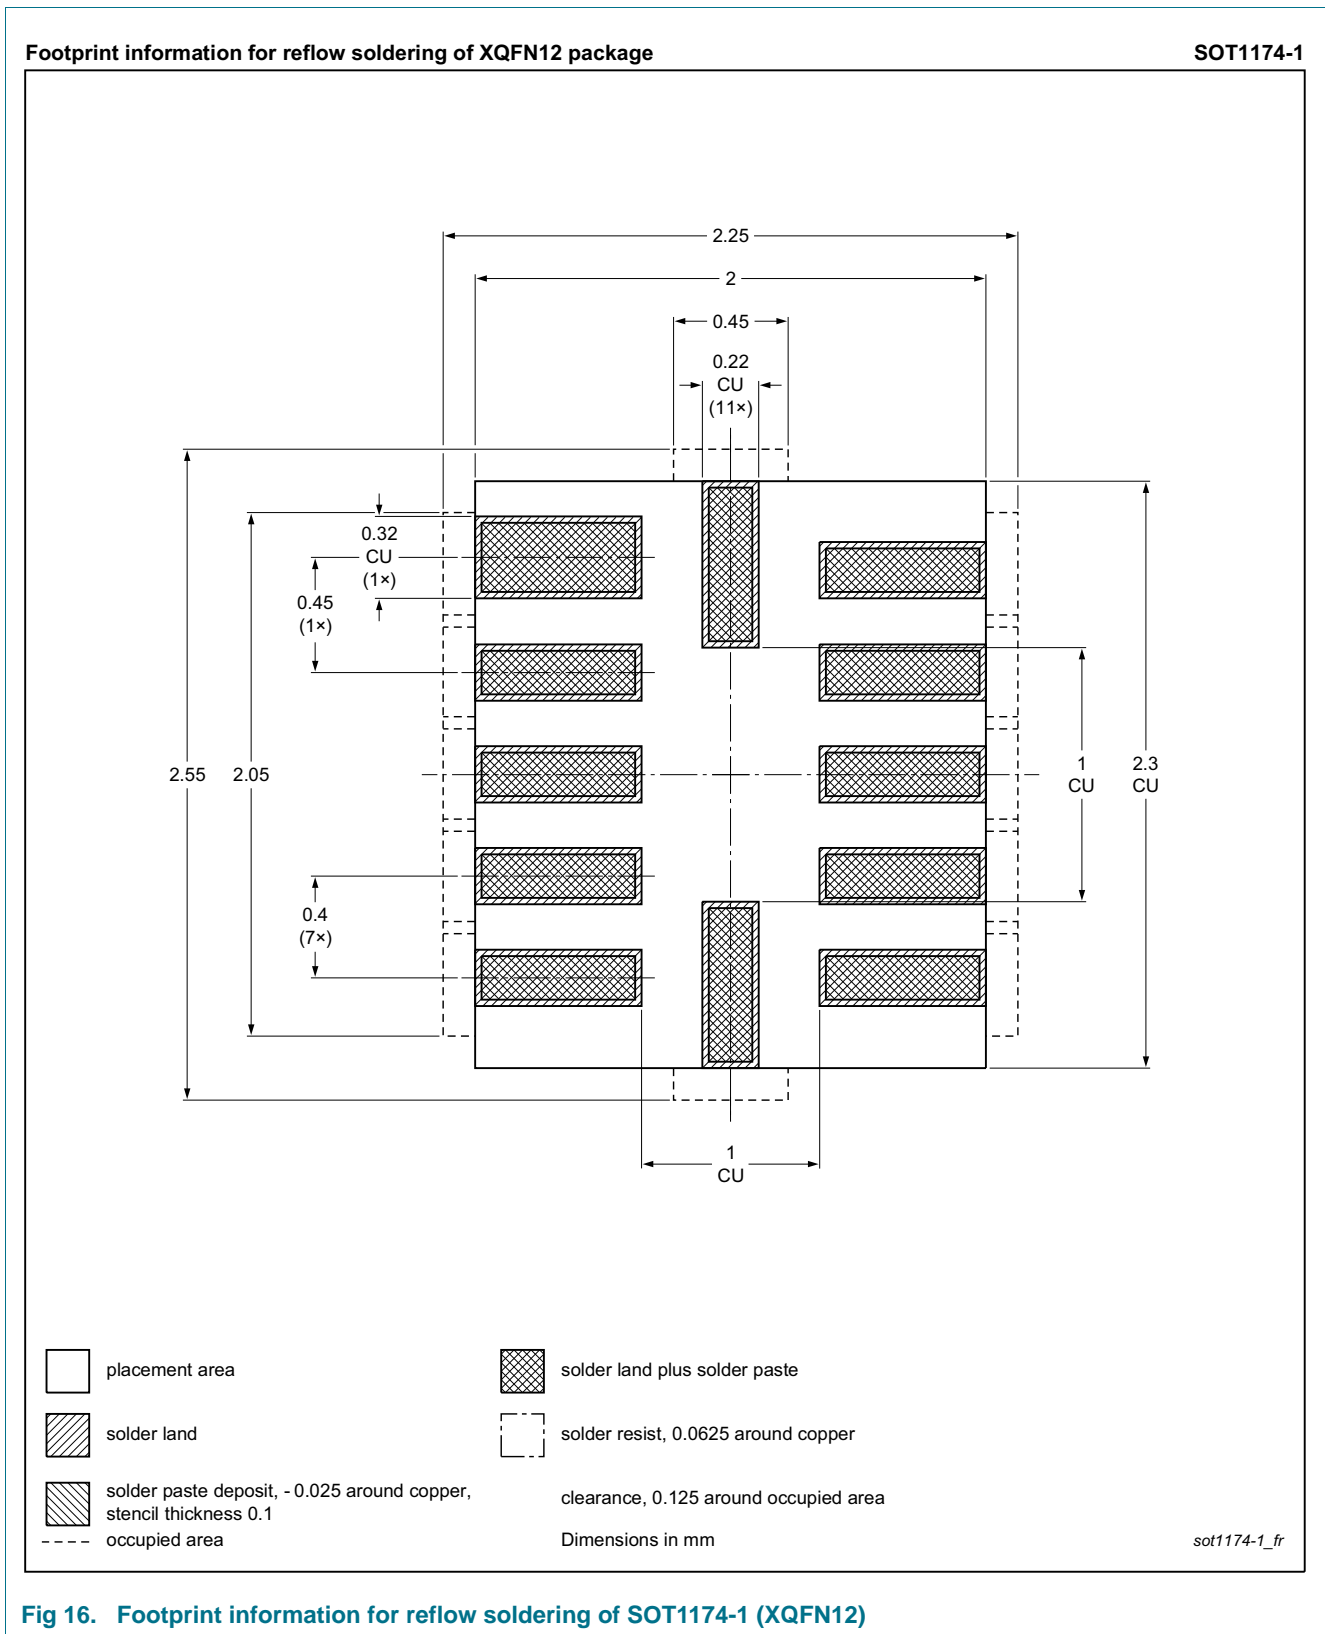 Footprint information for reflow soldering of XQFN12 package SOT1174-1
2.25
2
0.45
0.22
CU
(11×)
0.32
CU
(1×)
0.45
(1×)
2.55 2.05
1
CU
2.3
CU
0.4
(7×)
1
CU
placement area
solder land plus solder paste
solder land
solder resist, 0.0625 around copper
solder paste deposit, - 0.025 around copper,
stencil thickness 0.1
clearance, 0.125 around occupied area
occupied area
Dimensions in mm
sot1174-1_fr
Fig 16. Footprint information for reflow soldering of SOT1174-1 (XQFN12)